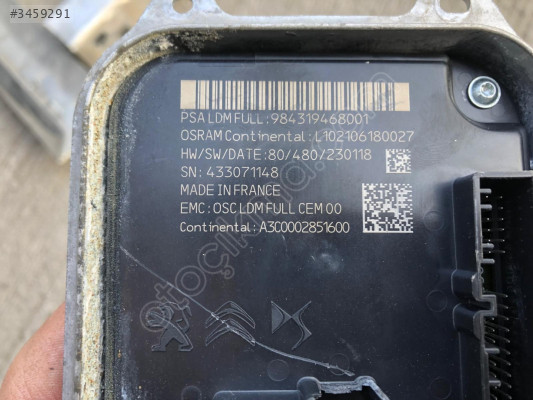 #3459291
PSA LDM FULL:984319468001
OSRAM Continental:L102106180027
HW/SW/DATE:80/480/230118
SN: 433071148
MADE IN FRANCE
EMC:OSC LDM FULL CEM 00
Continental:A3C0002851600